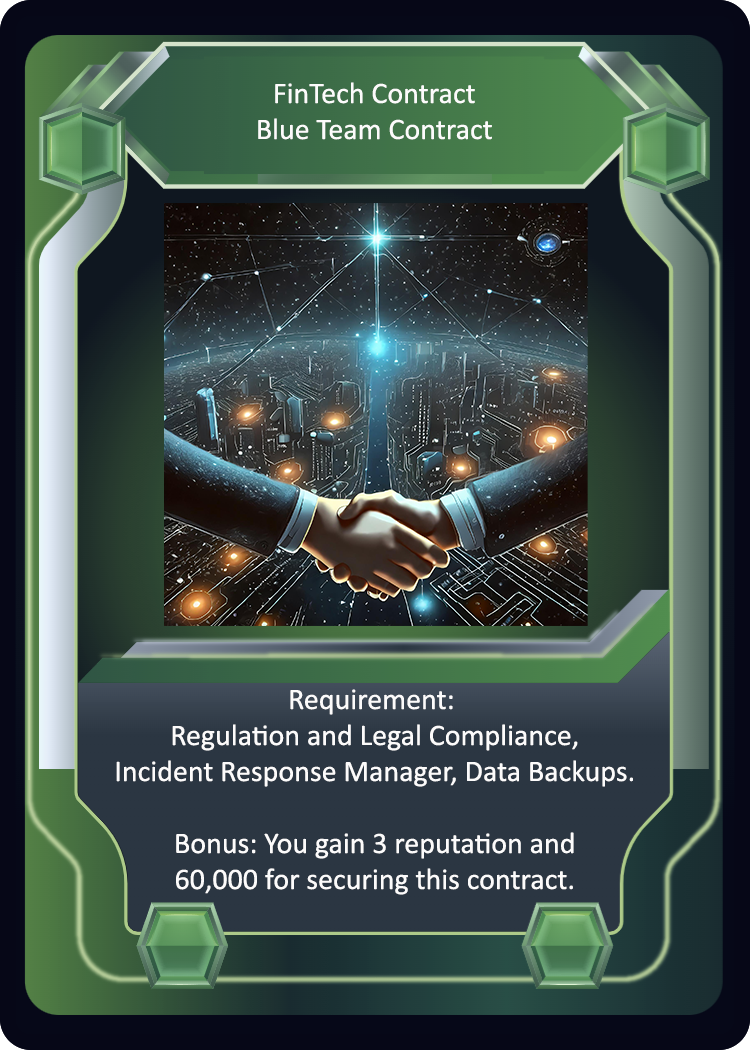 FinTech Contract
Blue Team Contract
Requirement:
Regulation and Legal Compliance,
Incident Response Manager, Data Backups.
Bonus: You gain 3 reputation and
60,000 for securing this contract.